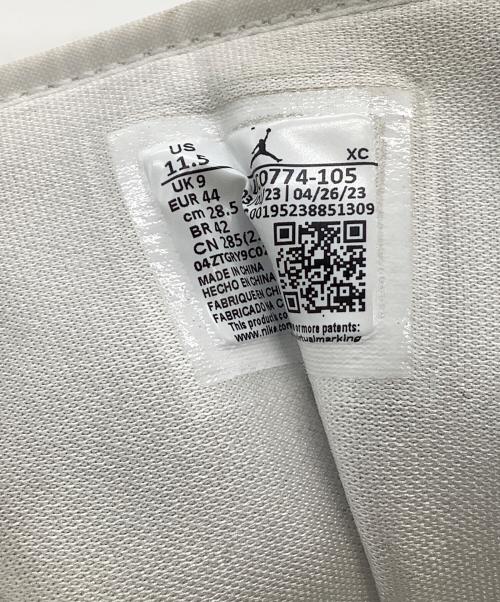 US
11.5
UK 9
EUR 44
cm 28.5
BR 42
CN 285(2.
04ZTGRY9C0
MADE IN CHINA
HECHO EN CHINA
FABRIQUE EN CHI
FABRICADO NA C
This product
www.nike.com
XC
0774-105
23 | 04/26/23
00195238851309
or more patents:
rtualmarking